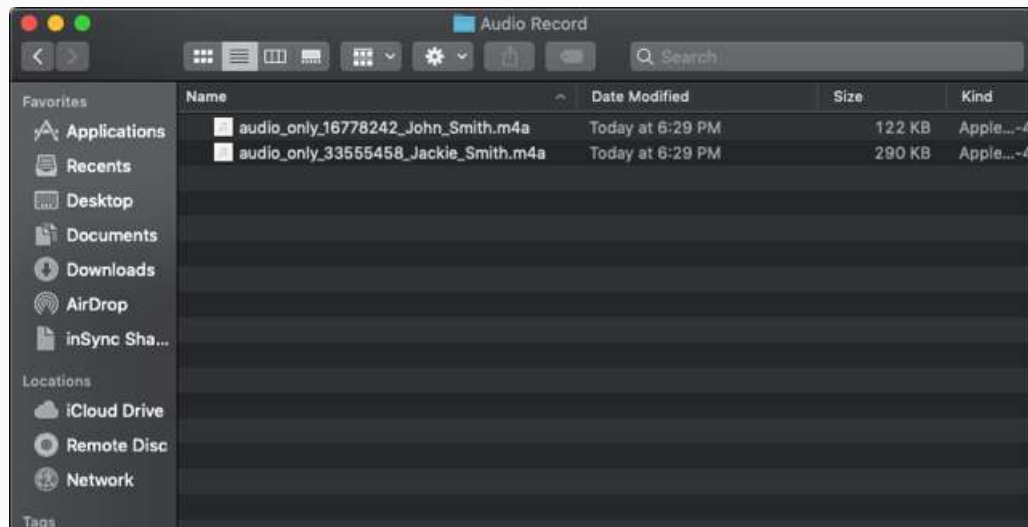 Audio Record
Search
Favorites
Applications
Recents
Desktop
Documents
Downloads
AirDrop
inSync Sha...
Locations
iCloud Drive
Remote Disc
Network
Tags
Name Date Modified Size Kind
audio_only_16778242_John_Smith.m4a Today at 6:29 PM 122 KB Apple...-4
audio_only_33555458_Jackie_Smith.m4a Today at 6:29 PM 290 KB Apple...-4